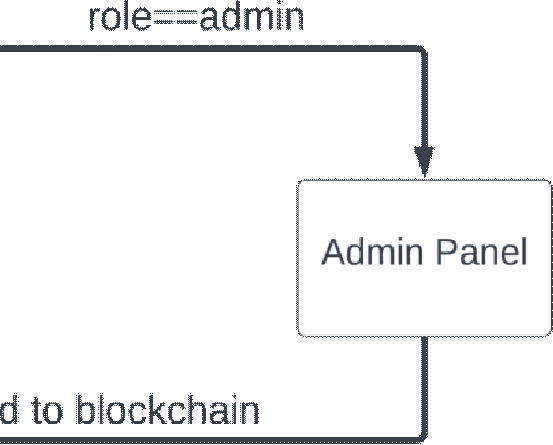 role==admin
Admin Panel
d to blockchain